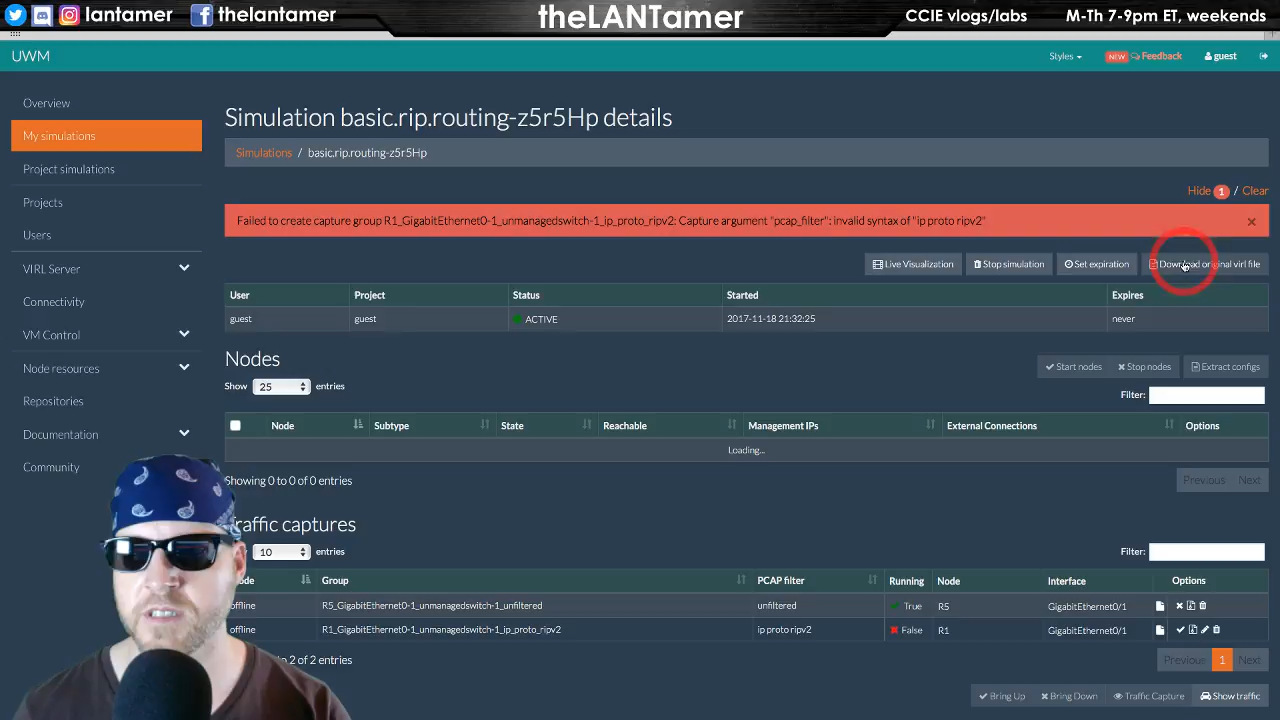 lantamer thelantamer theLANTamer CCIE vlogs/labs M-Th 7-9pm ET, weekends
UWM Styles NEW Feedback guest
Overview
My simulations
Project simulations
Projects
Users
VIRL Server
Connectivity
VM Control
Node resources
Repositories
Documentation
Community
Simulation basic.rip.routing-z5r5Hp details
Simulations / basic.rip.routing-z5r5Hp
Hide 1 / Clear
Failed to create capture group R1_GigabitEthernet0-1_unmanagedswitch-1_ip_proto_ripv2: Capture argument "pcap_filter": invalid syntax of "ip proto ripv2" ×
Live Visualization Stop simulation Set expiration Download original virl file
User Project Status Started Expires
guest guest ACTIVE 2017-11-18 21:32:25 never
Nodes
Start nodes Stop nodes Extract configs
Show 25 entries
Filter:
Node Subtype State Reachable Management IPs External Connections Options
Loading...
Showing 0 to 0 of 0 entries
Previous Next
Traffic captures
10 entries
Filter:
Group PCAP filter Running Node Interface Options
offline R5_GigabitEthernet0-1_unmanagedswitch-1_unfiltered unfiltered True R5 GigabitEthernet0/1
offline R1_GigabitEthernet0-1_unmanagedswitch-1_ip_proto_ripv2 ip proto ripv2 False R1 GigabitEthernet0/1
to 2 of 2 entries
Previous 1 Next
Bring Up Bring Down Traffic Capture Show traffic